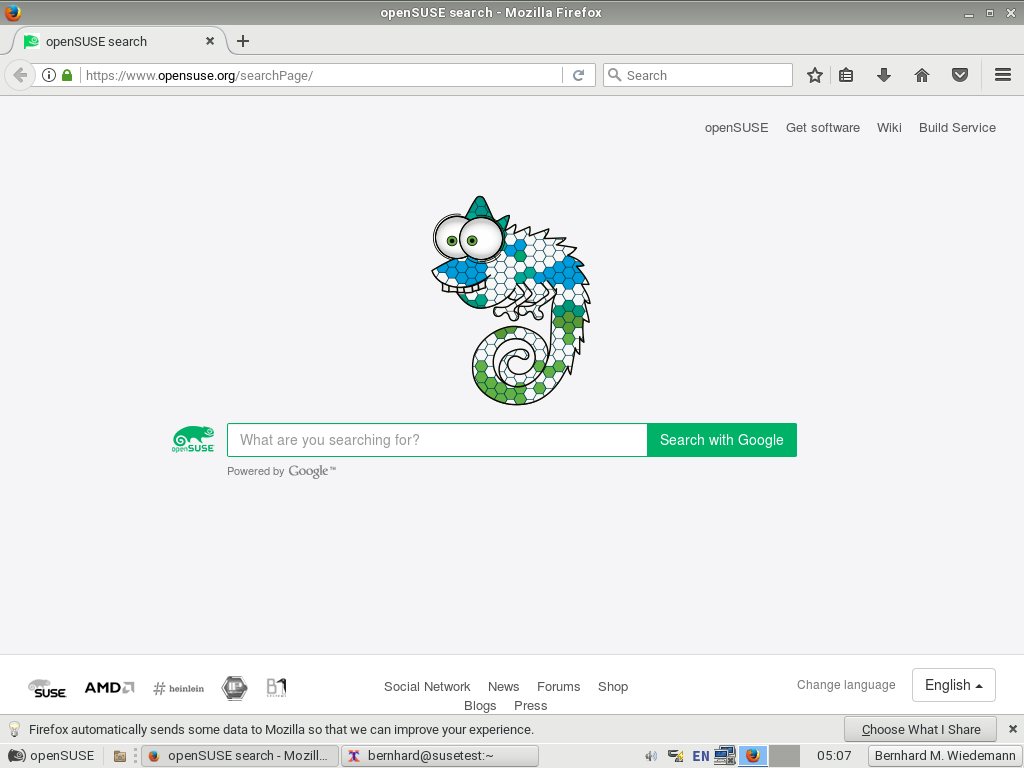 openSUSE search - Mozilla Firefox
openSUSE search
https://www.opensuse.org/searchPage/
Search
openSUSE Get software Wiki Build Service
What are you searching for?
Search with Google
openSUSE
Powered by Google™
SUSE
AMD
# heinlein
B1
Social Network News Forums Shop
Blogs Press
Change language
English
Firefox automatically sends some data to Mozilla so that we can improve your experience.
Choose What I Share
openSUSE
openSUSE search - Mozill...
bernhard@susetest:~
EN
05:07
Bernhard M. Wiedemann